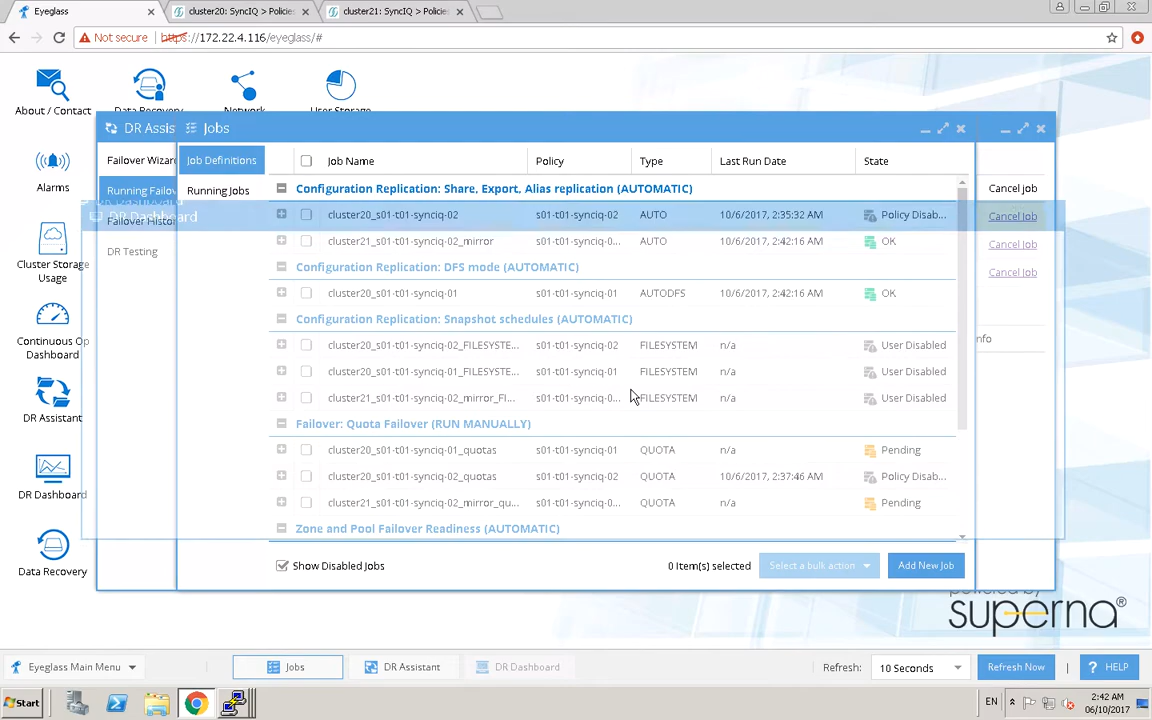 Eyeglass
cluster20: SyncIQ > Policie
cluster21: SyncIQ > Policie
Not secure
https://172.22.4.116/eyeglass/#
About / Contact
Data Recovery
Network
User Storage
DR Assis
Jobs
Failover Wizar
Job Definitions
Job Name
Policy
Type
Last Run Date
State
Alarms
Running Failov
Running Jobs
Configuration Replication: Share, Export, Alias replication (AUTOMATIC)
Cancel job
DR Dashboard
DR Dashboard
cluster20_s01-t01-synciq-02
s01-t01-synciq-02
AUTO
10/6/2017, 2:35:32 AM
Policy Disab...
Cancel Job
Failover Histo
cluster21_s01-t01-synciq-02_mirror
s01-t01-synciq-0...
AUTO
10/6/2017, 2:42:16 AM
OK
Cancel Job
DR Testing
Cluster Storage
Usage
Configuration Replication: DFS mode (AUTOMATIC)
Cancel Job
cluster20_s01-t01-synciq-01
s01-t01-synciq-01
AUTODFS
10/6/2017, 2:42:16 AM
OK
Configuration Replication: Snapshot schedules (AUTOMATIC)
Continuous Op
Dashboard
cluster20_s01-t01-synciq-02_FILESYSTE...
s01-t01-synciq-02
FILESYSTEM
n/a
User Disabled
nfo
cluster20_s01-t01-synciq-01_FILESYSTE...
s01-t01-synciq-01
FILESYSTEM
n/a
User Disabled
cluster21_s01-t01-synciq-02_mirror_FI...
s01-t01-synciq-0...
FILESYSTEM
n/a
User Disabled
DR Assistant
Failover: Quota Failover (RUN MANUALLY)
cluster20_s01-t01-synciq-01_quotas
s01-t01-synciq-01
QUOTA
n/a
Pending
cluster20_s01-t01-synciq-02_quotas
s01-t01-synciq-02
QUOTA
10/6/2017, 2:37:46 AM
Policy Disab...
DR Dashboard
cluster21_s01-t01-synciq-02_mirror_qu...
s01-t01-synciq-0...
QUOTA
n/a
Pending
Zone and Pool Failover Readiness (AUTOMATIC)
Data Recovery
Show Disabled Jobs
0 Item(s) selected
Select a bulk action
Add New Job
powered by
superna®
Eyeglass Main Menu
Jobs
DR Assistant
DR Dashboard
Refresh:
10 Seconds
Refresh Now
|
? HELP
Start
EN
2:42 AM
06/10/2017